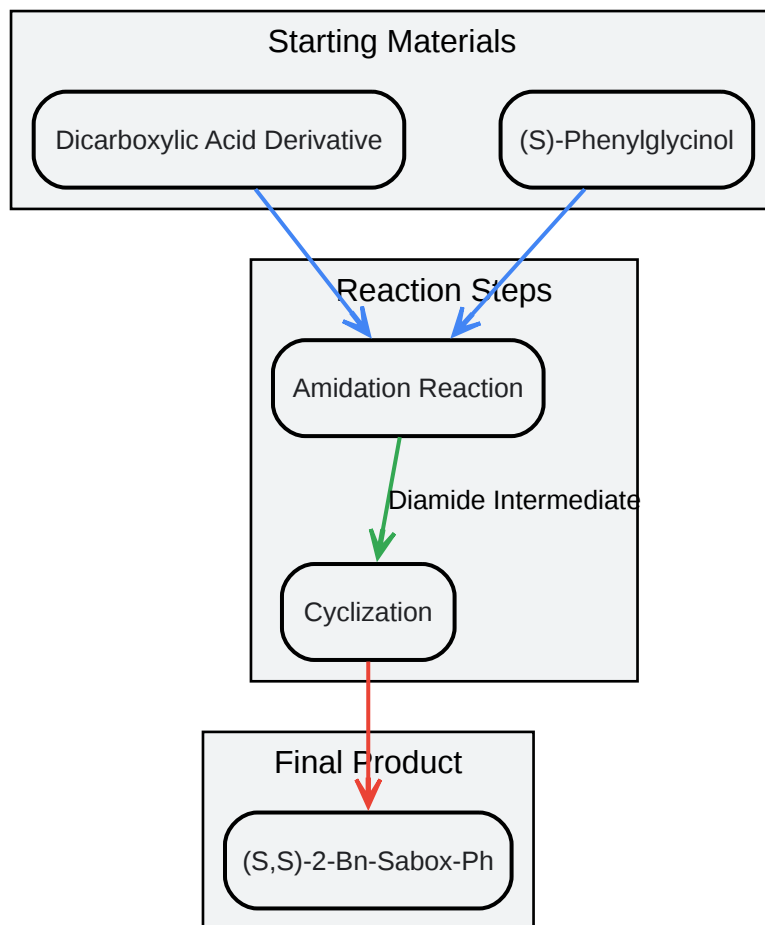 Starting Materials
Dicarboxylic Acid Derivative
(S)-Phenylglycinol
Reaction Steps
Amidation Reaction
Diamide Intermediate
Cyclization
Final Product
(S,S)-2-Bn-Sabox-Ph